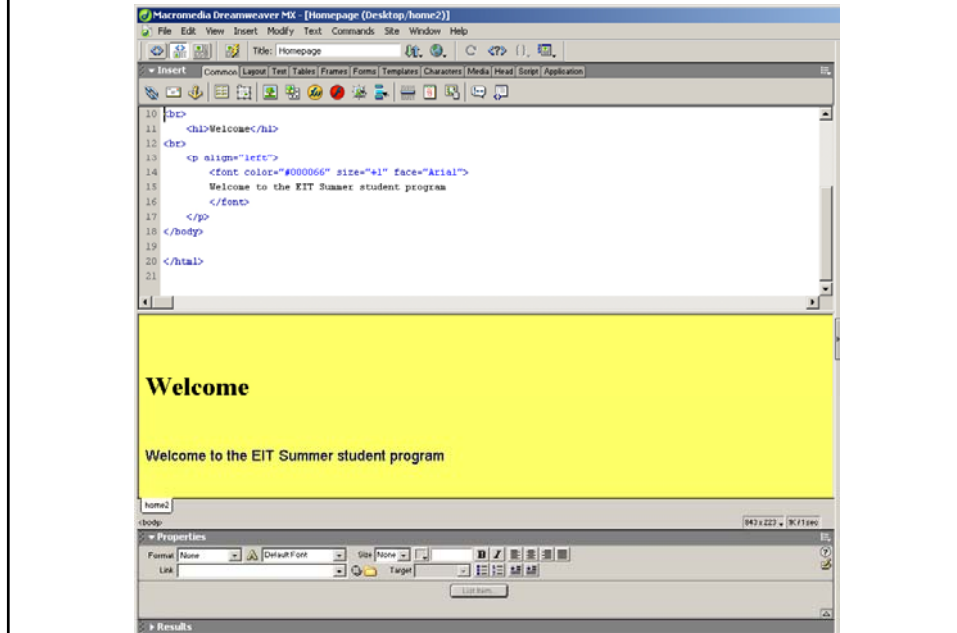 Macromedia Dreamweaver MX - [Homepage (Desktop/home2)]
File Edit View Insert Modify Text Commands Site Window Help
Title: Homepage
Insert Common Layout Text Tables Frames Forms Templates Characters Media Head Script Application
10 <br>
11 <h1>Welcome</h1>
12 <br>
13 <p align="left">
14 <font color="#000066" size="+1" face="Arial">
15 Welcome to the EIT Summer student program
16 </font>
17 </p>
18 </body>
19
20 </html>
21
Welcome
Welcome to the EIT Summer student program
home2
<body> 843 x 223 1K / 1 sec
Properties
Format None Default Font Size None B I
Link Target
List Item...
Results